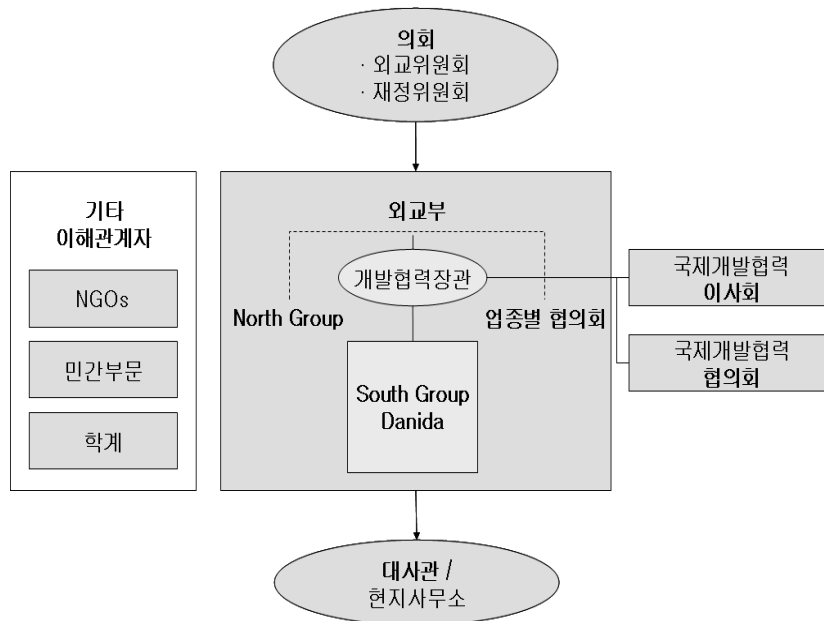 의회
· 외교위원회
· 재정위원회
기타
이해관계자
NGOs
민간부문
학계
외교부
개발협력장관
North Group
업종별 협의회
South Group
Danida
국제개발협력
이사회
국제개발협력
협의회
대사관 /
현지사무소